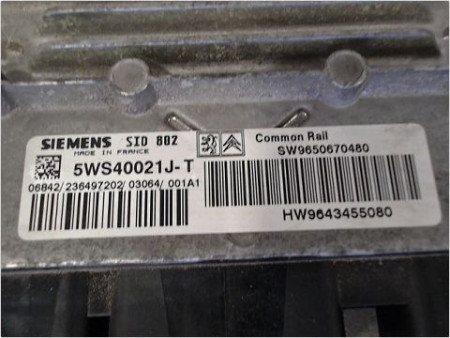 SIEMENS SID 802
MADE IN FRANCE
5WS40021J-T
06842/236497202/03064/001A1
Common Rail
SW9650670480
HW9643455080